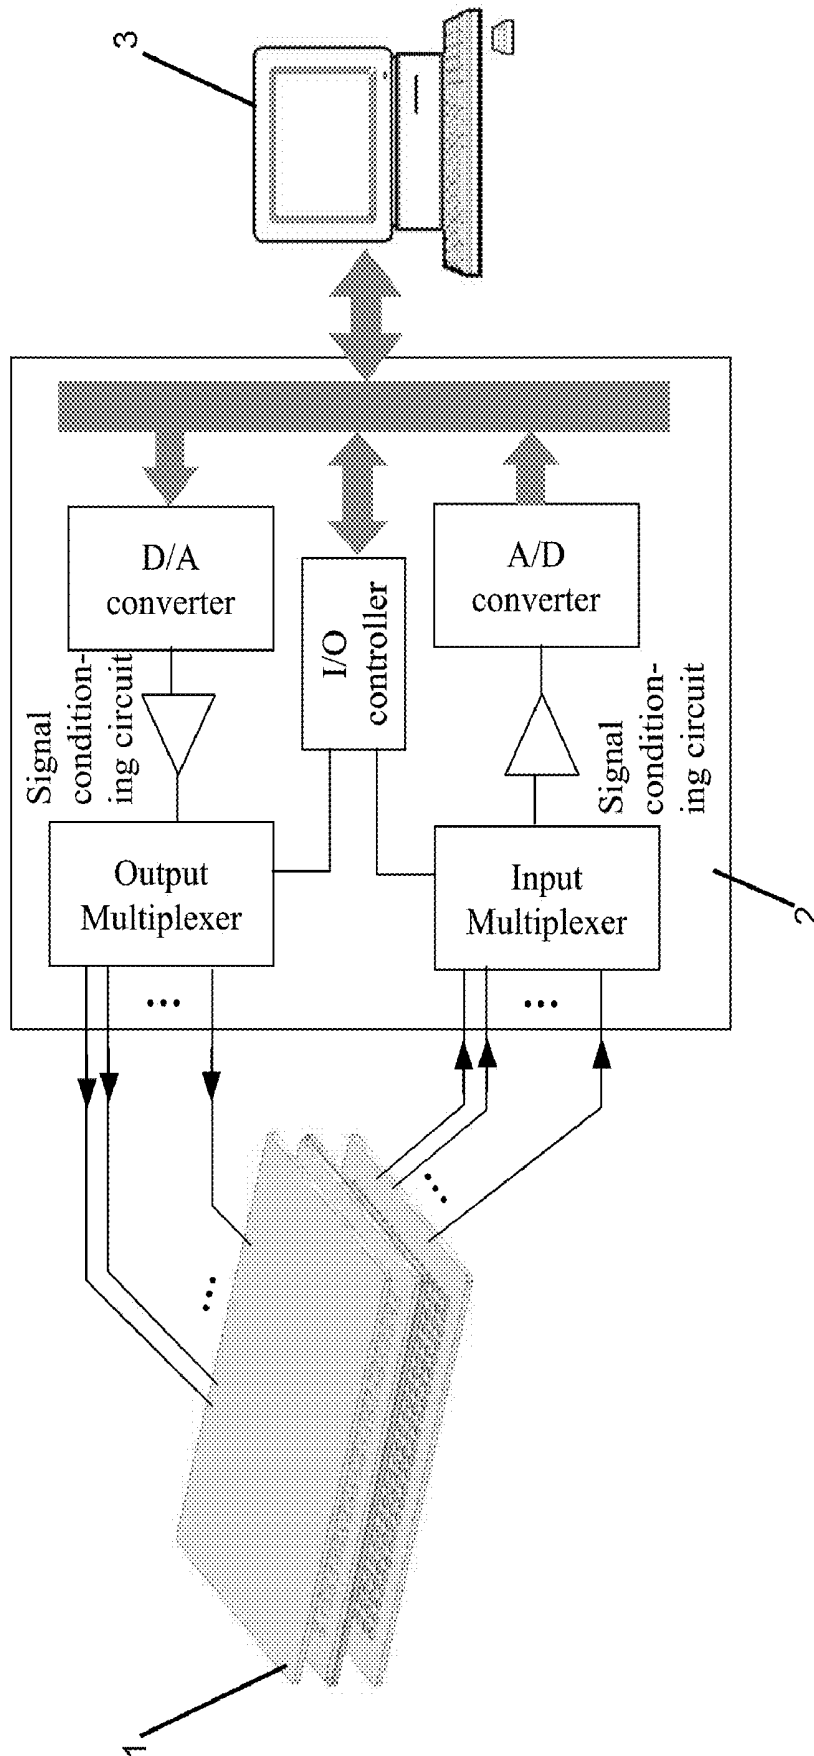 3
D/A
converter
Signal
condition-
ing circuit
I/O
controller
A/D
converter
Signal
condition-
ing circuit
Output
Multiplexer
...
Input
Multiplexer
...
2
...
...
1